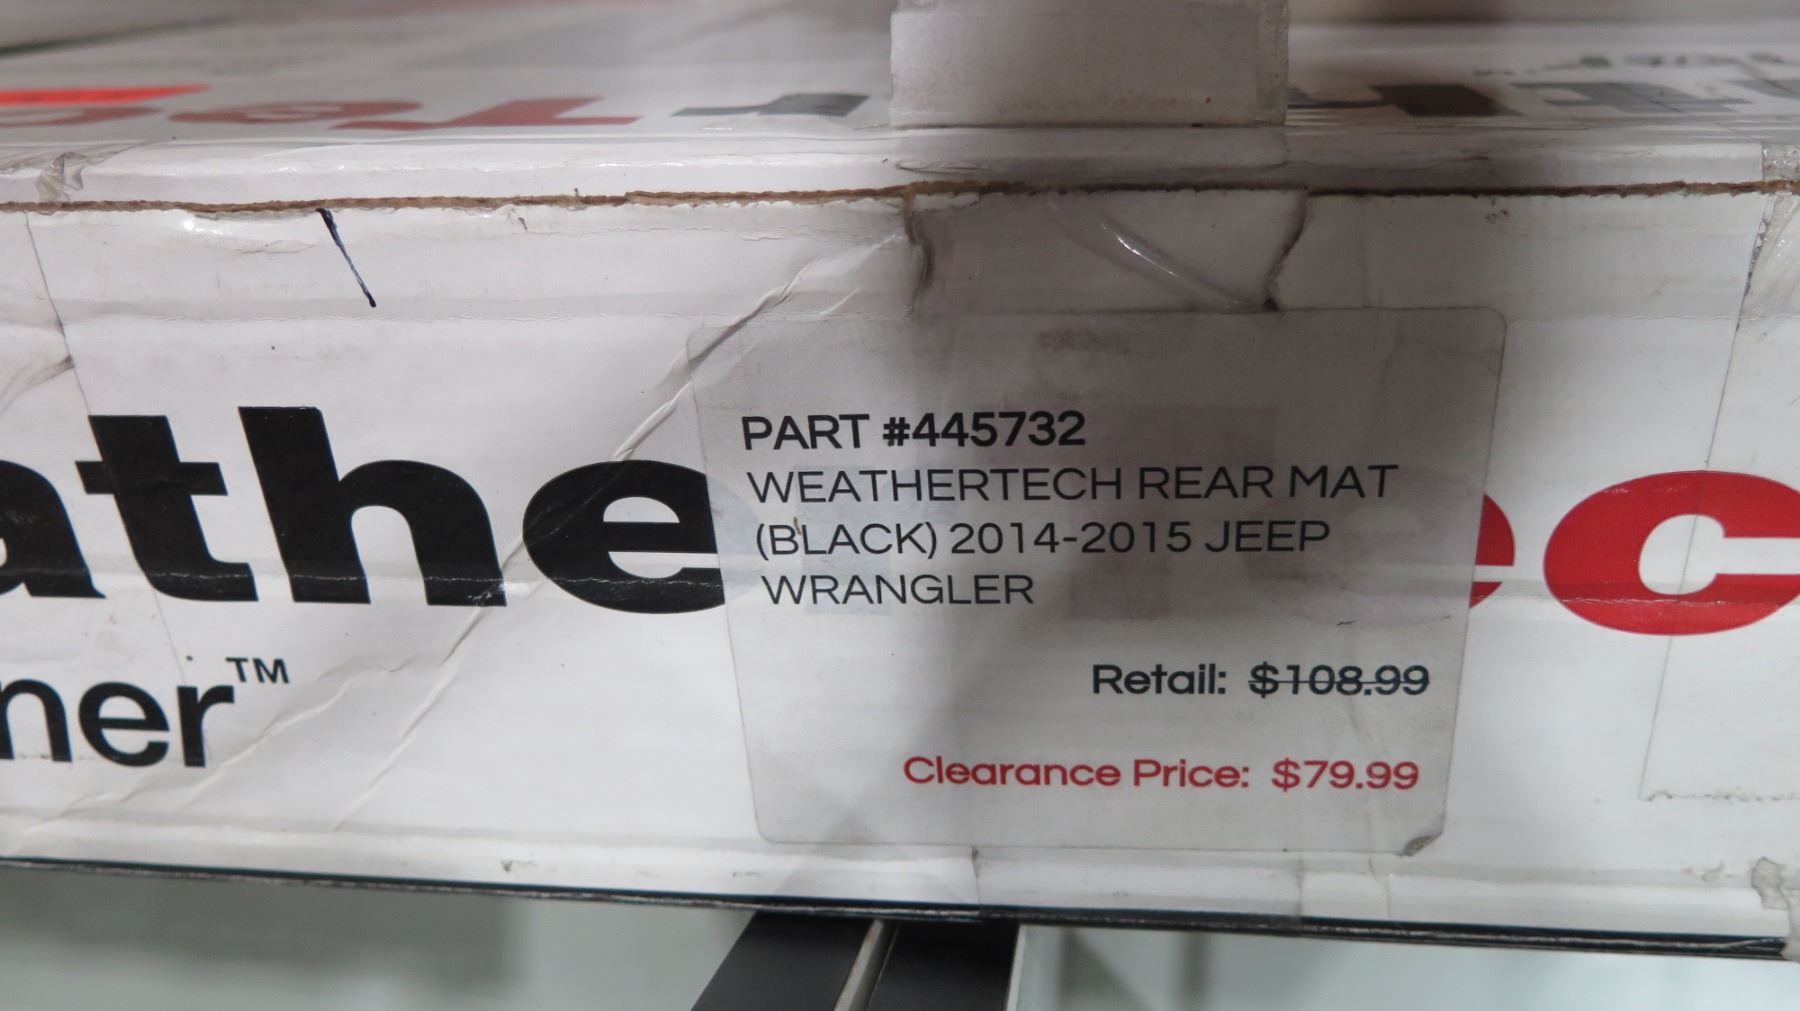 athe
ec
ner™
PART #445732
WEATHERTECH REAR MAT
(BLACK) 2014-2015 JEEP
WRANGLER
Retail: $108.99
Clearance Price: $79.99